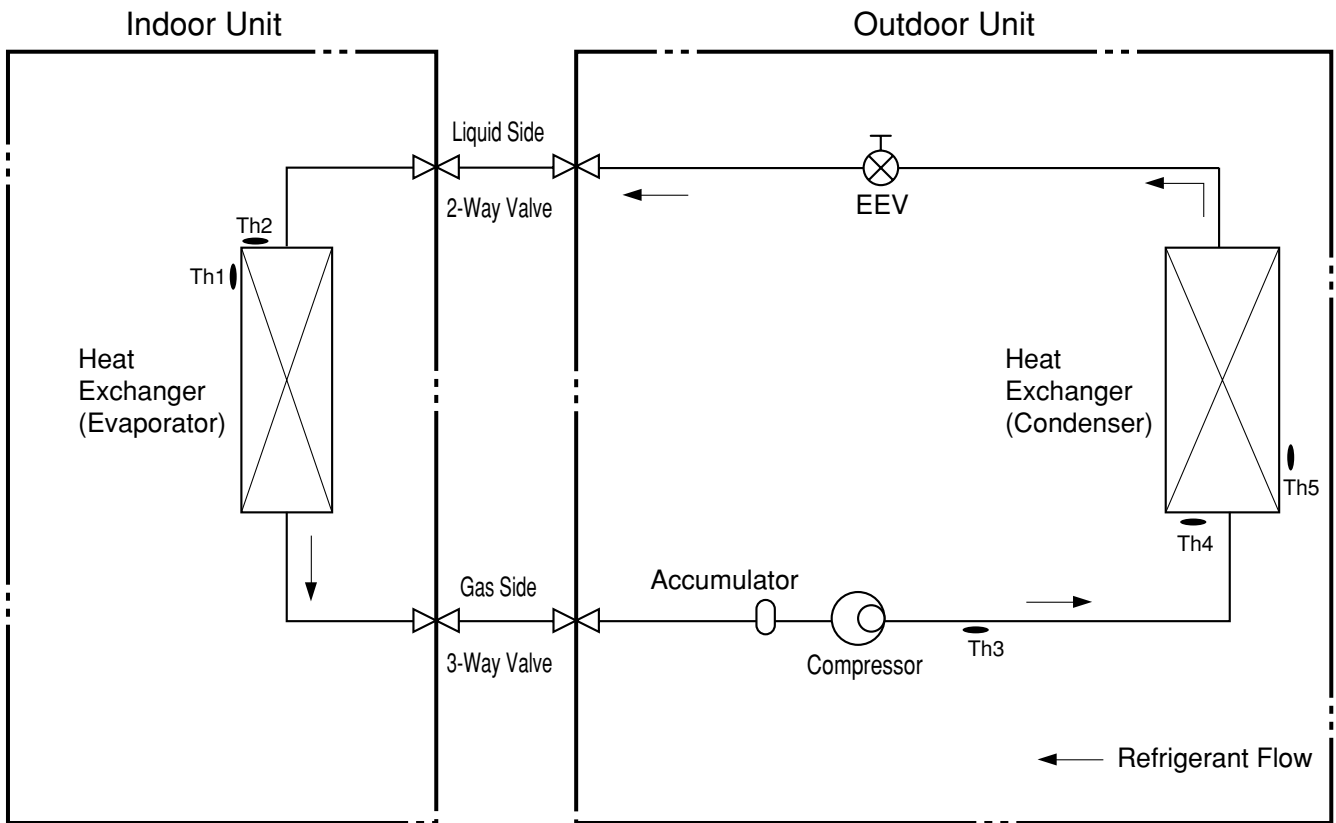 Indoor Unit
Outdoor Unit
Liquid Side
2-Way Valve
EEV
Th2
Th1
Heat
Exchanger
(Evaporator)
Heat
Exchanger
(Condenser)
Th5
Th4
Gas Side
3-Way Valve
Accumulator
Compressor
Th3
Refrigerant Flow